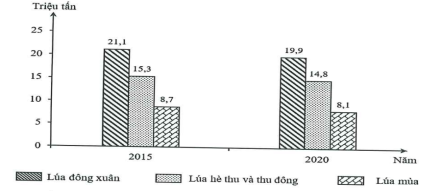 Triệu tấn
25
20
15
10
5
0
21,1
15,3
8,7
19,9
14,8
8,1
2015
2020
Năm
Lúa đông xuân
Lúa hè thu và thu đông
Lúa mùa